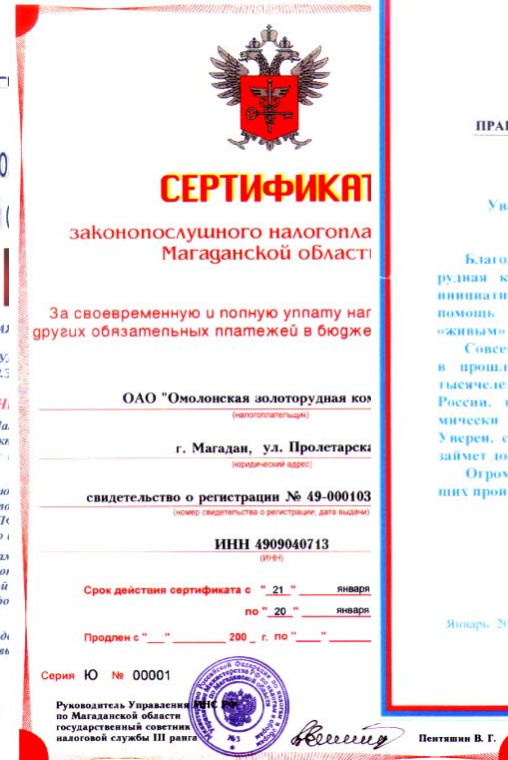 СЕРТИФИКАТ
законопослушного налогопла
Магаданской област
За своевременную и полную уплату нал
других обязательных платежей в бюдже
ОАО "Омолонская золоторудная ком
(налогоплательщик)
г. Магадан, ул. Пролетарска
(юридический адрес)
свидетельство о регистрации № 49-000103
(номер свидетельства о регистрации, дата выдачи)
ИНН 4909040713
(ИНН)
Срок действия сертификата с "21" января
по "20" января
Продлен с "__" 200_ г. по "__"
Серия Ю № 00001
Руководитель Управления МНС РФ
по Магаданской области
государственный советник
налоговой службы III ранга
Пентяшин В. Г.
ПРА
Ув
Благо
рудная к
инициати
помощь
«живым»
Совсе
в прошл
тысячеле
России,
мически
Уверен, с
займет до
Огром
ших прои
Январь 20